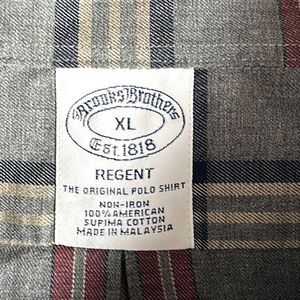 Brooks Brothers
XL
Est. 1818
REGENT
THE ORIGINAL POLO SHIRT
NON-IRON
100% AMERICAN
SUPIMA COTTON
MADE IN MALAYSIA